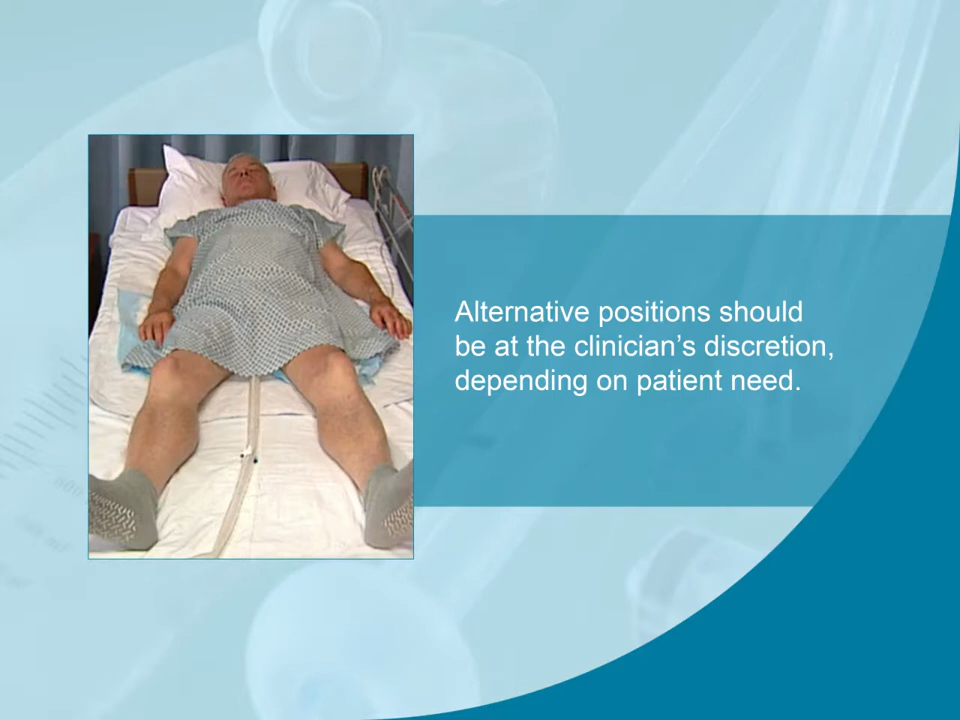 Alternative positions should
be at the clinician's discretion,
depending on patient need.